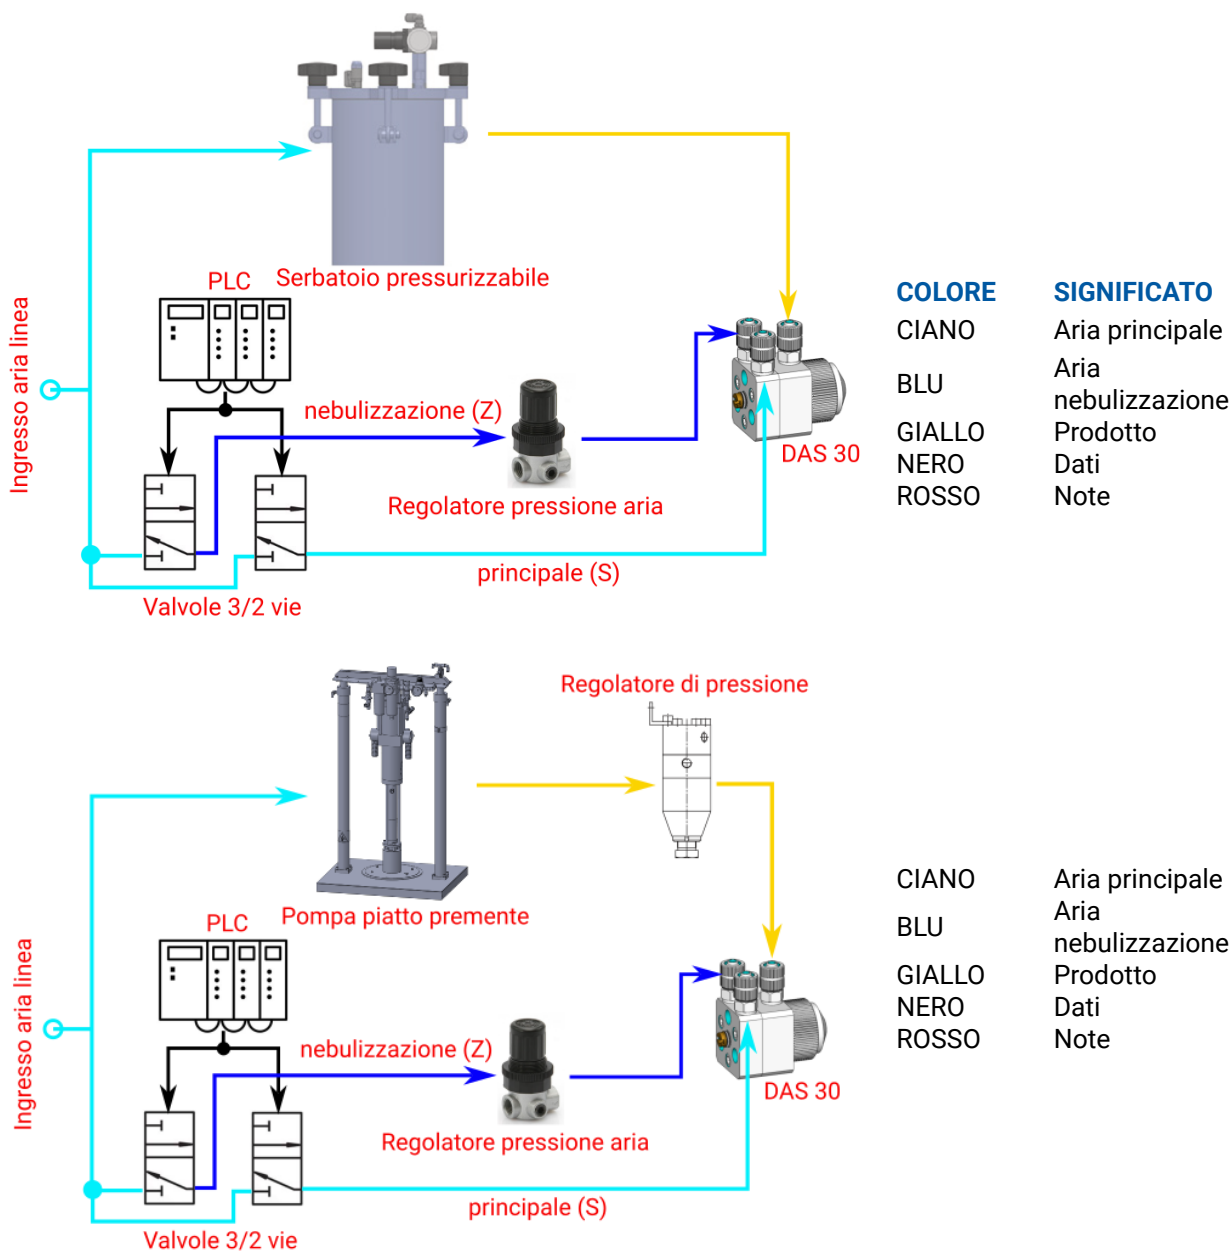 Serbatoio pressurizzabile
PLC
Ingresso aria linea
nebulizzazione (Z)
DAS 30
Regolatore pressione aria
principale (S)
Valvole 3/2 vie
COLORE SIGNIFICATO
CIANO Aria principale
BLU Aria
nebulizzazione
GIALLO Prodotto
NERO Dati
ROSSO Note
Regolatore di pressione
Pompa piatto premente
PLC
Ingresso aria linea
nebulizzazione (Z)
DAS 30
Regolatore pressione aria
principale (S)
Valvole 3/2 vie
CIANO Aria principale
BLU Aria
nebulizzazione
GIALLO Prodotto
NERO Dati
ROSSO Note